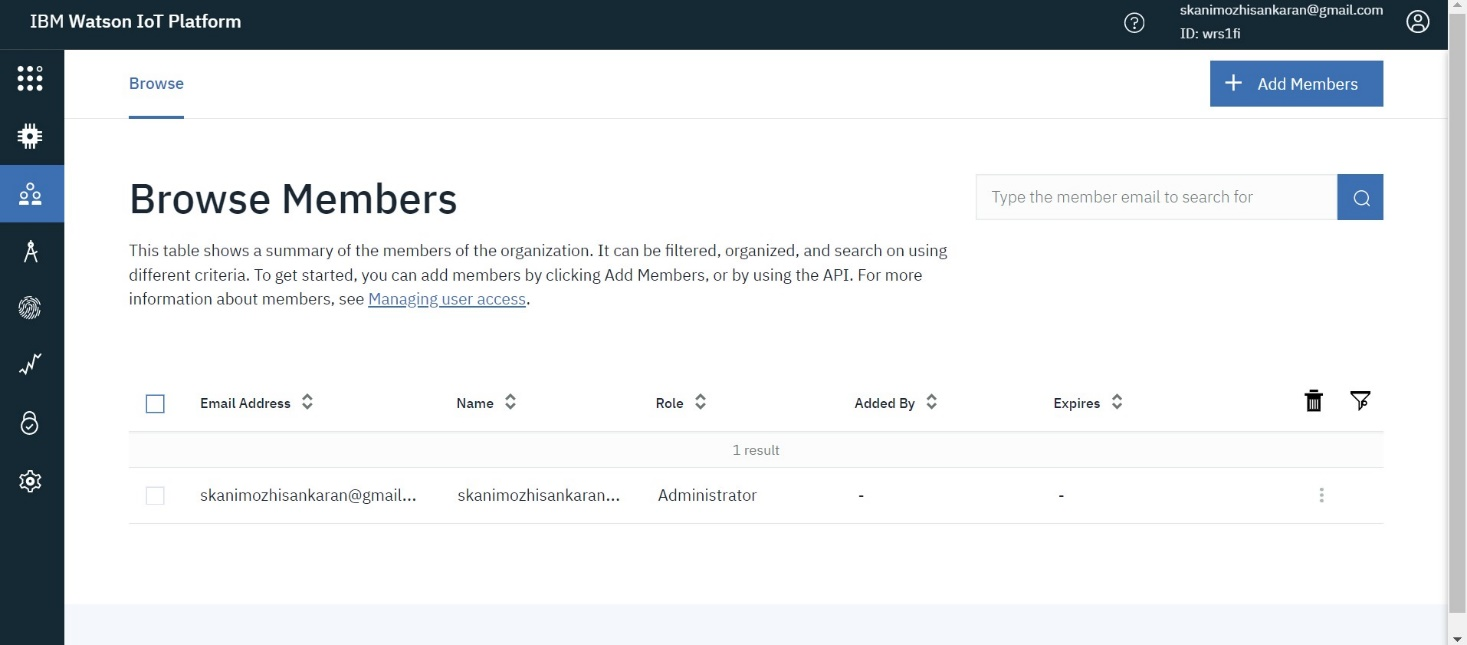 IBM Watson IoT Platform
skanimozhisankaran@gmail.com
ID: wrs1fi
Browse
Add Members
Browse Members
Type the member email to search for
This table shows a summary of the members of the organization. It can be filtered, organized, and search on using
different criteria. To get started, you can add members by clicking Add Members, or by using the API. For more
information about members, see Managing user access.
Email Address Name Role Added By Expires
1 result
skanimozhisankaran@gmail... skanimozhisankaran... Administrator - -